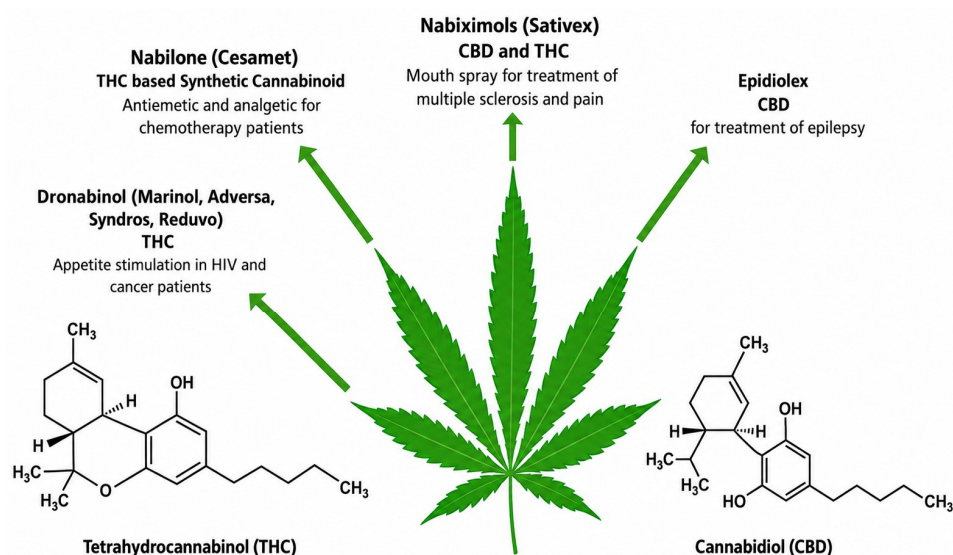 Nabiximols (Sativex)
CBD and THC
Mouth spray for treatment of
multiple sclerosis and pain
Nabilone (Cesamet)
THC based Synthetic Cannabinoid
Antiemetic and analgetic for
chemotherapy patients
Epidiolex
CBD
for treatment of epilepsy
Dronabinol (Marinol, Adversa,
Syndros, Reduvo)
THC
Appetite stimulation in HIV and
cancer patients
CH₃
OH
H
H
H₃C
H₃C
O
CH₃
Tetrahydrocannabinol (THC)
CH₃
OH
H
H
H₃C
H₃C
HO
CH₃
Cannabidiol (CBD)